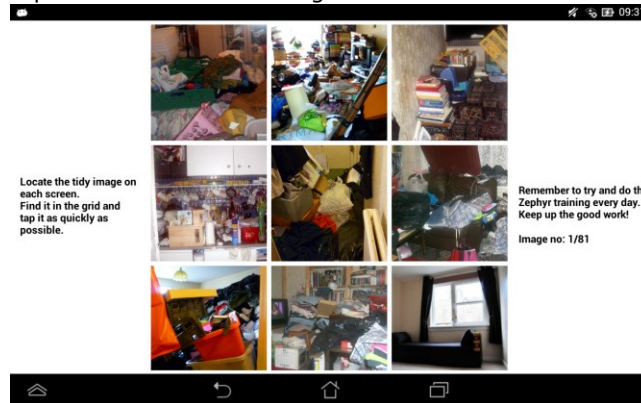 09:3
Locate the tidy image on
each screen.
Find it in the grid and
tap it as quickly as
possible.
Remember to try and do th
Zephyr training every day.
Keep up the good work!
Image no: 1/81